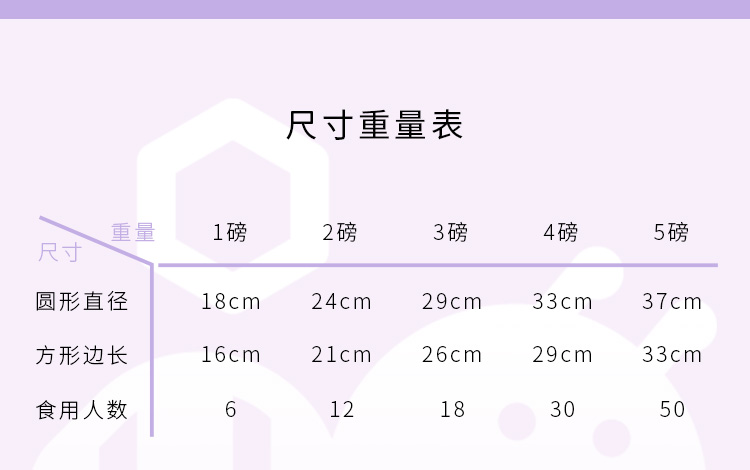 尺寸重量表
重量 1磅 2磅 3磅 4磅 5磅
尺寸
圆形直径 18cm 24cm 29cm 33cm 37cm
方形边长 16cm 21cm 26cm 29cm 33cm
食用人数 6 12 18 30 50